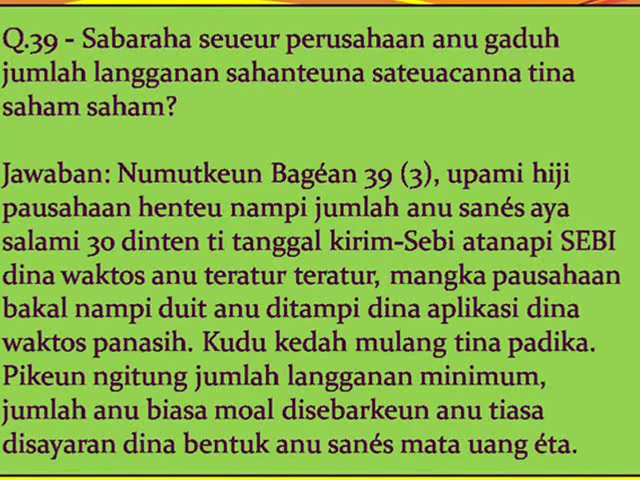 Q.39 - Sabaraha seueur perusahaan anu gaduh
jumlah langganan sahanteuna sateuacanna tina
saham saham?
Jawaban: Numutkeun Bagéan 39 (3), upami hiji
pausahaan henteu nampi jumlah anu sanés aya
salami 30 dinten ti tanggal kirim-Sebi atanapi SEBI
dina waktos anu teratur teratur, mangka pausahaan
bakal nampi duit anu ditampi dina aplikasi dina
waktos panasih. Kudu kedah mulang tina padika.
Pikeun ngitung jumlah langganan minimum,
jumlah anu biasa moal disebarkeun anu tiasa
disayaran dina bentuk anu sanés mata uang éta.